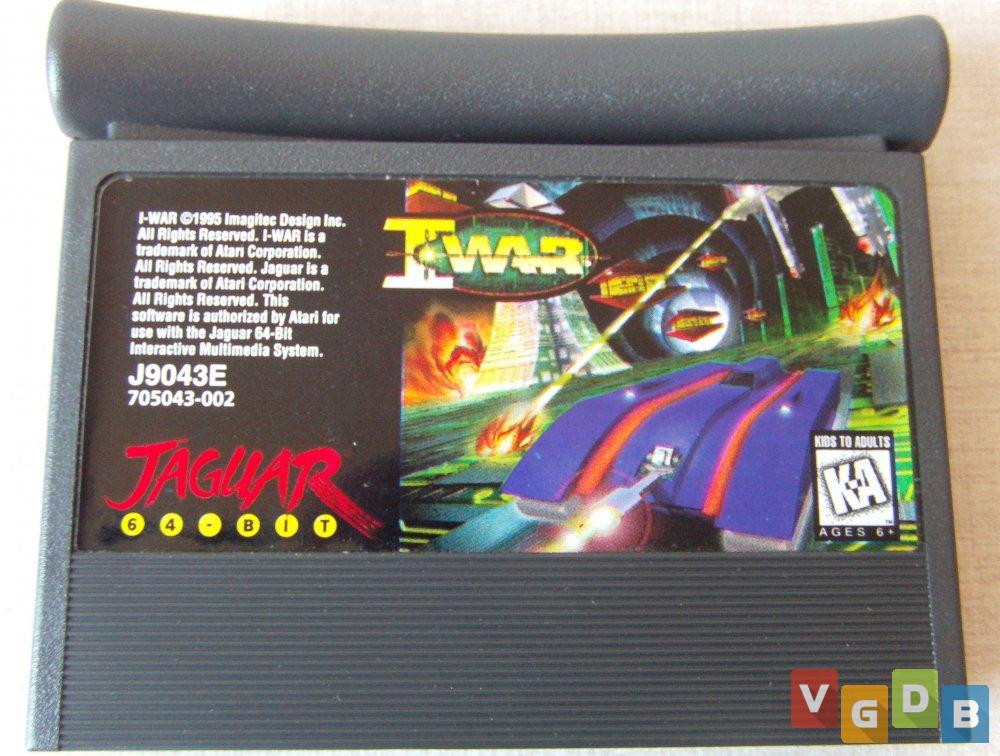 I-WAR ©1995 Imagitec Design Inc.
All Rights Reserved. I-WAR is a
trademark of Atari Corporation.
All Rights Reserved. Jaguar is a
trademark of Atari Corporation.
All Rights Reserved. This
software is authorized by Atari for
use with the Jaguar 64-Bit
Interactive Multimedia System.
J9043E
705043-002
JAGUAR
64-BIT
I-WAR
KIDS TO ADULTS
K-A
™
AGES 6+
VGDB